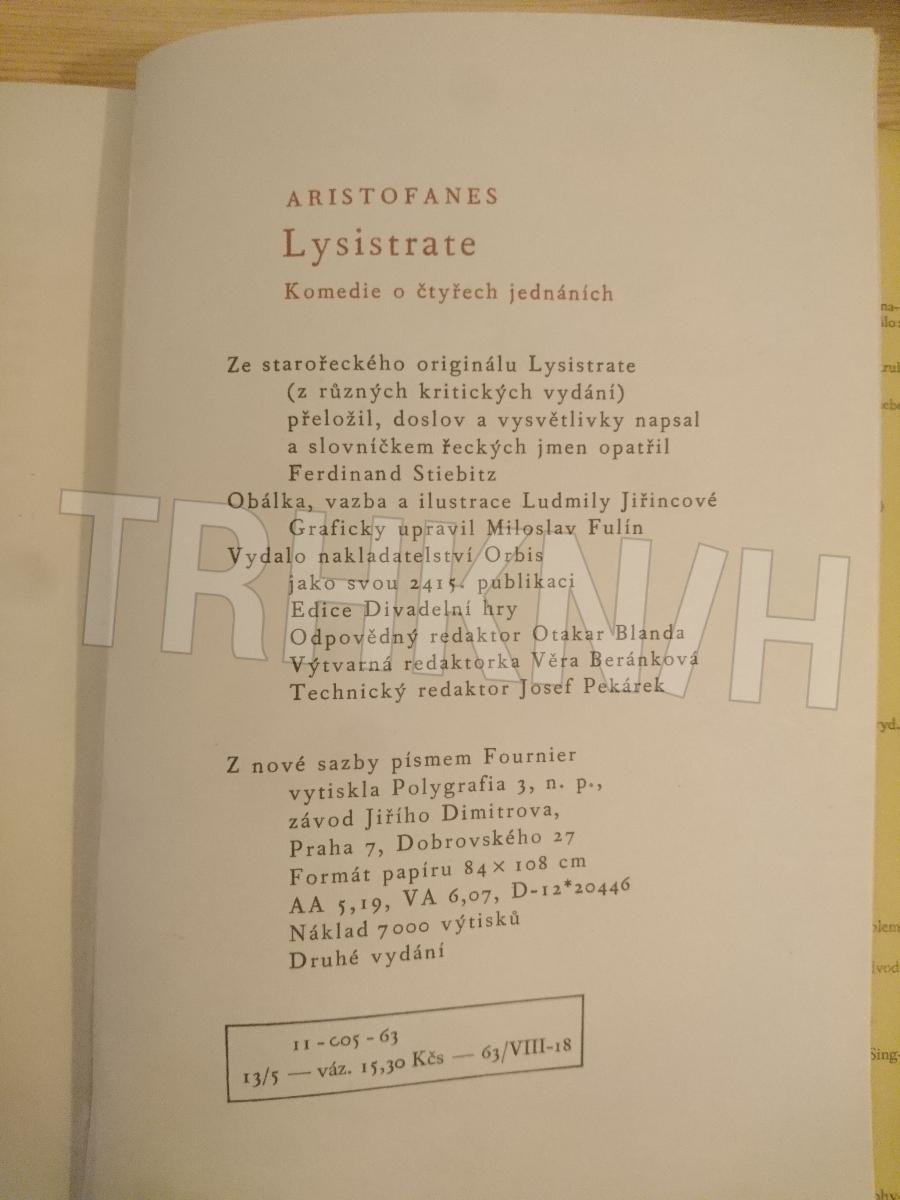 ARISTOFANES
Lysistrate
Komedie o čtyřech jednáních
Ze starořeckého originálu Lysistrate
(z různých kritických vydání)
přeložil, doslov a vysvětlivky napsal
a slovníčkem řeckých jmen opatřil
Ferdinand Stiebitz
Obálka, vazba a ilustrace Ludmily Jiřincové
Graficky upravil Miloslav Fulín
Vydalo nakladatelství Orbis
jako svou 2415. publikaci
Edice Divadelní hry
Odpovědný redaktor Otakar Blanda
Výtvarná redaktorka Věra Beránková
Technický redaktor Josef Pekárek
Z nové sazby písmem Fournier
vytiskla Polygrafia 3, n. p.,
závod Jiřího Dimitrova,
Praha 7, Dobrovského 27
Formát papíru 84 × 108 cm
AA 5,19, VA 6,07, D-12*20446
Náklad 7000 výtisků
Druhé vydání
11 - 005 - 63
13/5 — váz. 15,30 Kčs — 63/VIII-18
TRHKNVH